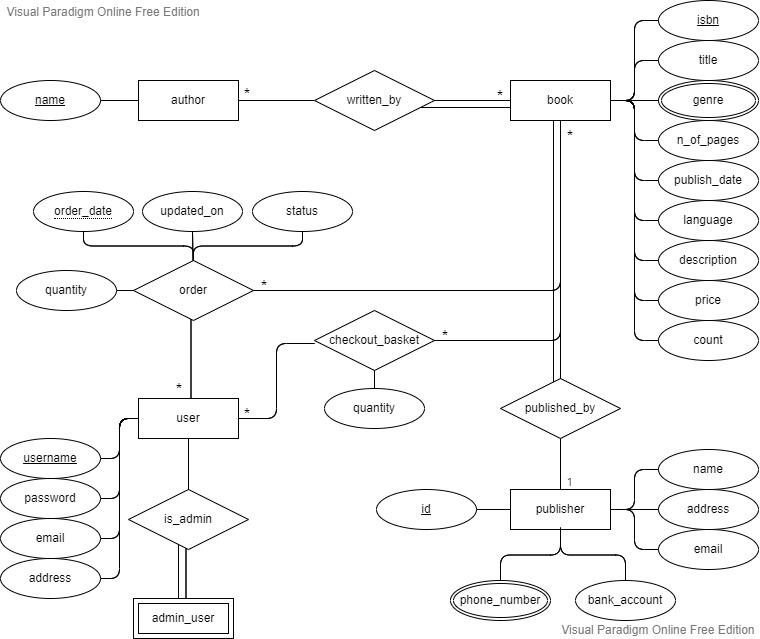 Visual Paradigm Online Free Edition
isbn
title
name
author
*
written_by
*
book
genre
*
n_of_pages
publish_date
order_date
updated_on
status
language
description
quantity
order
*
price
checkout_basket
*
count
*
user
*
quantity
published_by
username
name
password
1
id
publisher
address
is_admin
email
email
address
phone_number
bank_account
admin_user
Visual Paradigm Online Free Edition